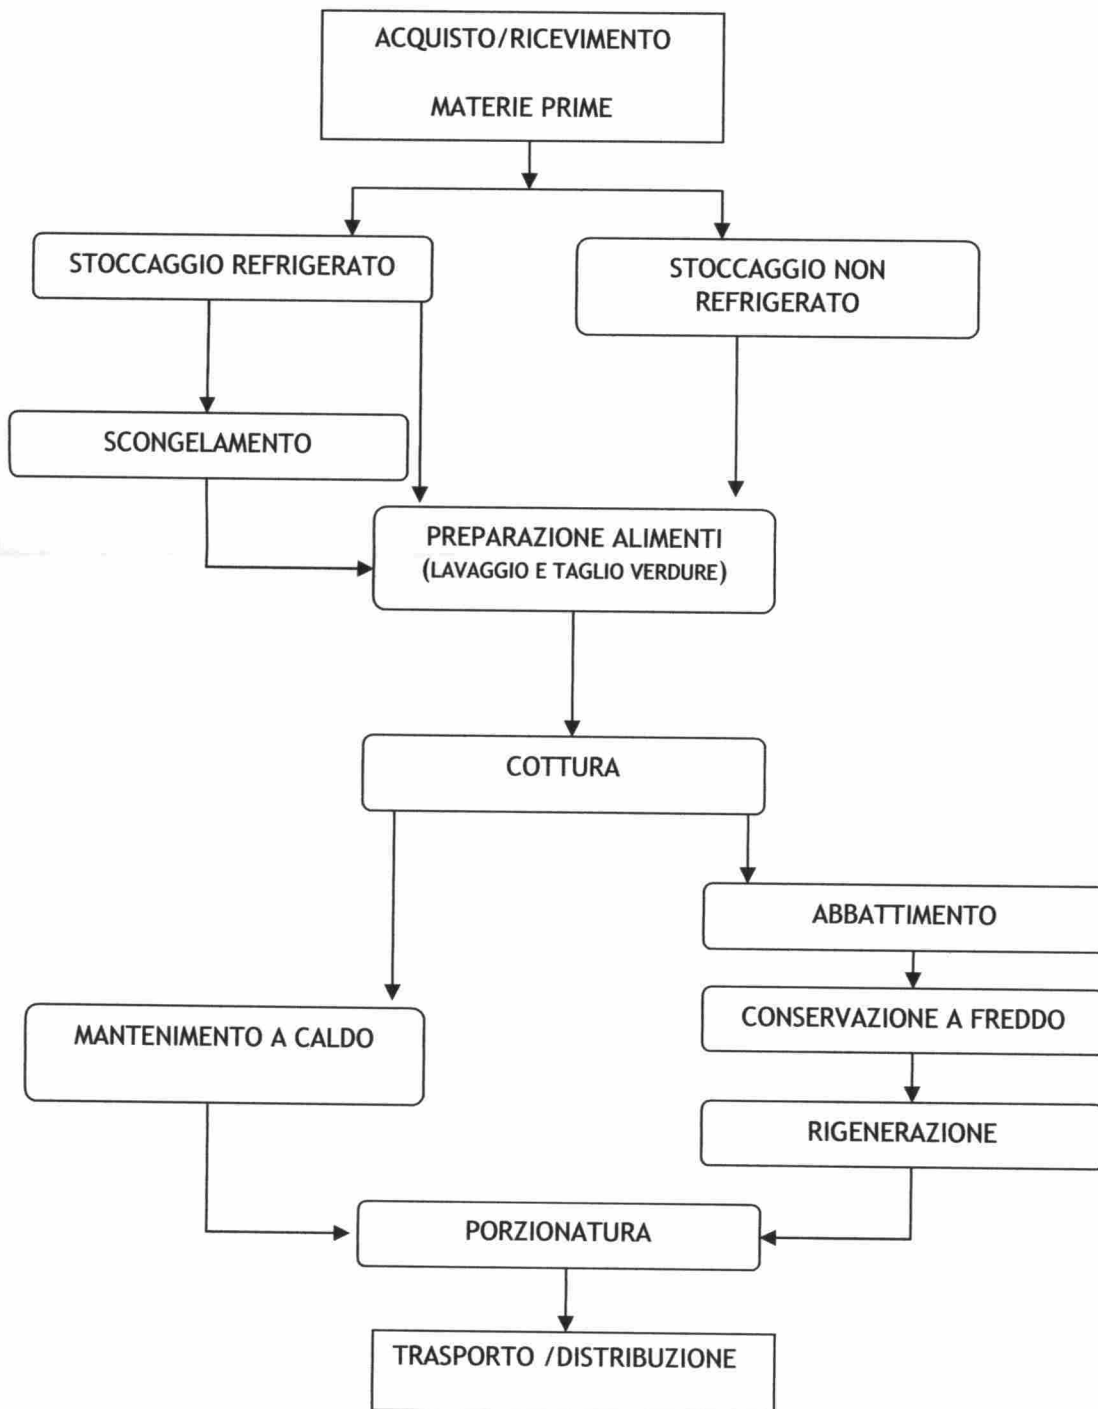 ACQUISTO/RICEVIMENTO
MATERIE PRIME
STOCCAGGIO REFRIGERATO
STOCCAGGIO NON
REFRIGERATO
SCONGELAMENTO
PREPARAZIONE ALIMENTI
(LAVAGGIO E TAGLIO VERDURE)
COTTURA
ABBATTIMENTO
MANTENIMENTO A CALDO
CONSERVAZIONE A FREDDO
RIGENERAZIONE
PORZIONATURA
TRASPORTO /DISTRIBUZIONE